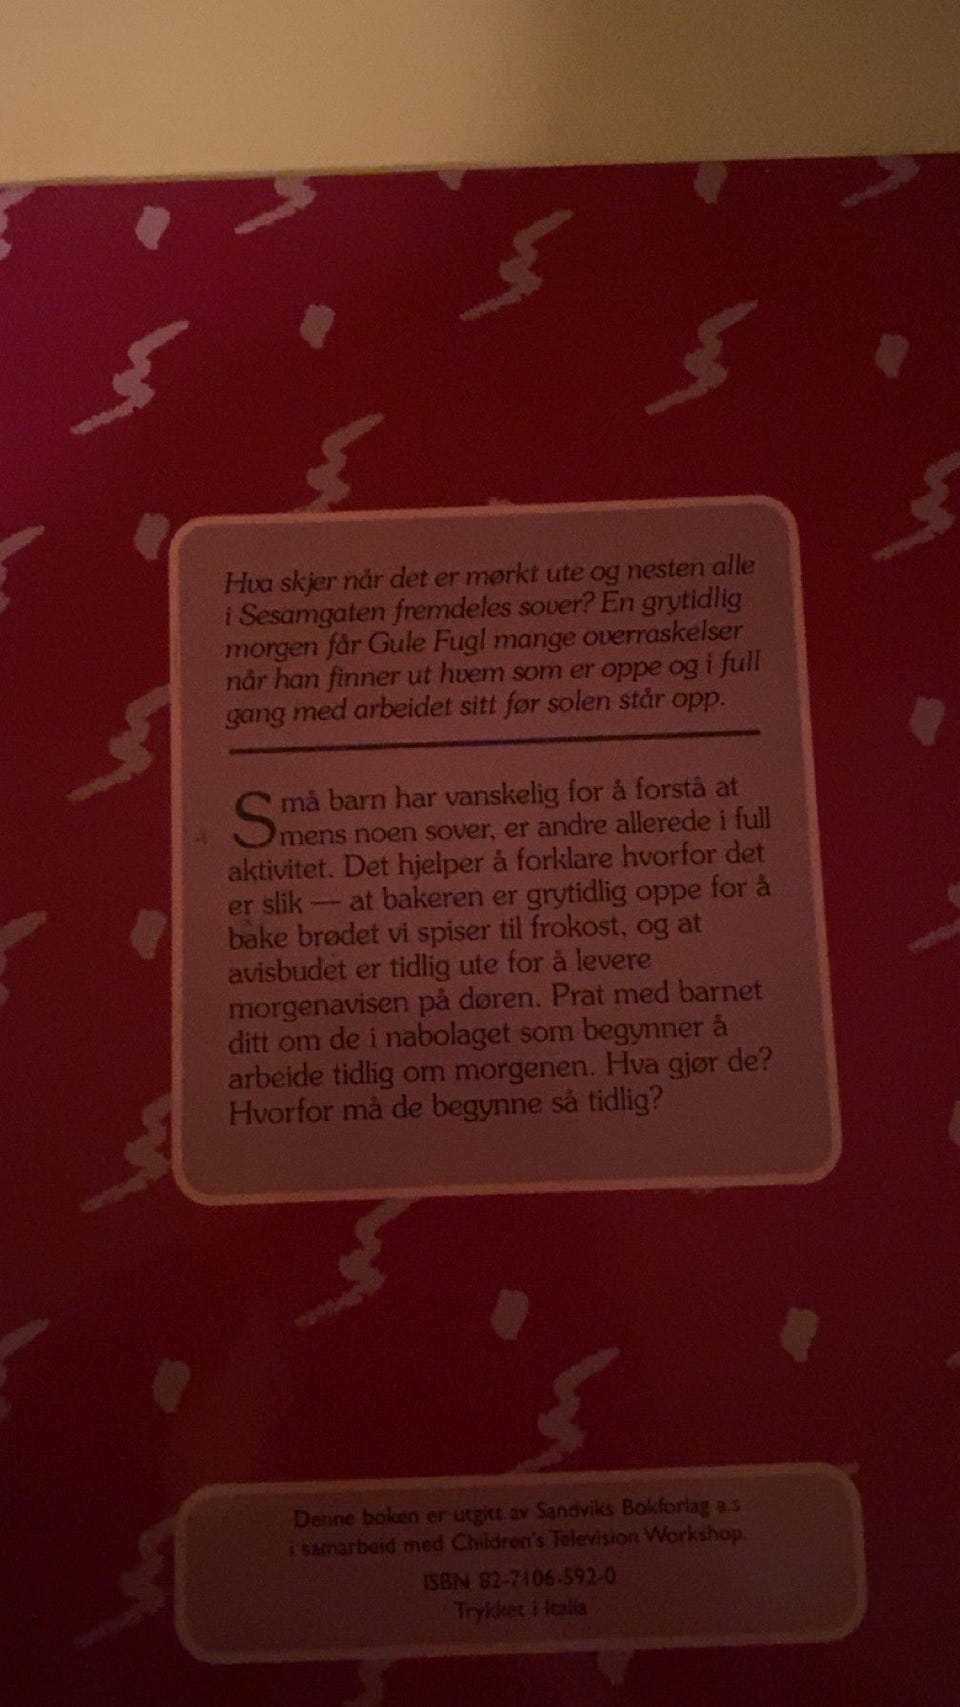 Hva skjer når det er mørkt ute og nesten alle
i Sesamgaten fremdeles sover? En grytidlig
morgen får Gule Fugl mange overraskelser
når han finner ut hvem som er oppe og i full
gang med arbeidet sitt før solen står opp.
Små barn har vanskelig for å forstå at
mens noen sover, er andre allerede i full
aktivitet. Det hjelper å forklare hvorfor det
er slik — at bakeren er grytidlig oppe for å
bake brødet vi spiser til frokost, og at
avisbudet er tidlig ute for å levere
morgenavisen på døren. Prat med barnet
ditt om de i nabolaget som begynner å
arbeide tidlig om morgenen. Hva gjør de?
Hvorfor må de begynne så tidlig?
Denne boken er utgitt av Sandviks Bokforlag a.s
i samarbeid med Children's Television Workshop.
ISBN 82-7106-592-0
Trykket i Italia